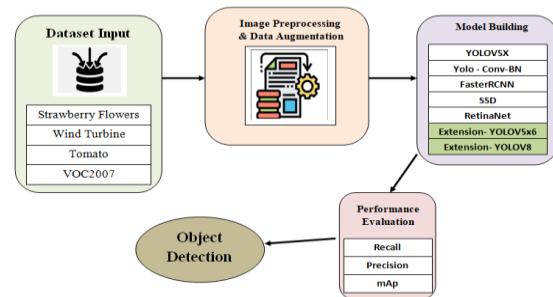 Dataset Input
Strawberry Flowers
Wind Turbine
Tomato
VOC2007
Image Preprocessing
& Data Augmentation
Model Building
YOLOV5X
Yolo - Conv-BN
FasterRCNN
SSD
RetinaNet
Extension- YOLOV5x6
Extension- YOLOV8
Performance
Evaluation
Recall
Precision
mAp
Object
Detection